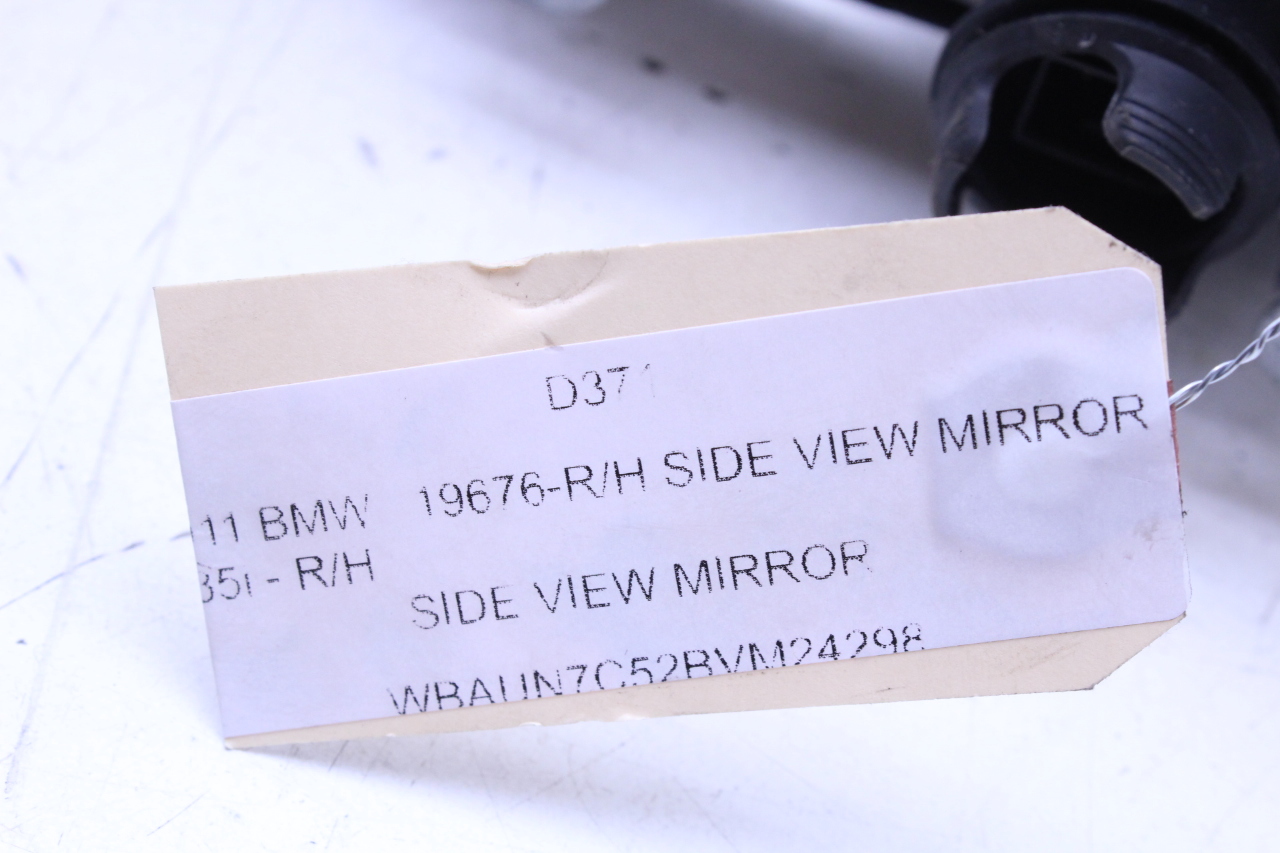 D371
19676-R/H SIDE VIEW MIRROR
11 BMW
35i - R/H
SIDE VIEW MIRROR
WBAUN7C52BVM24298